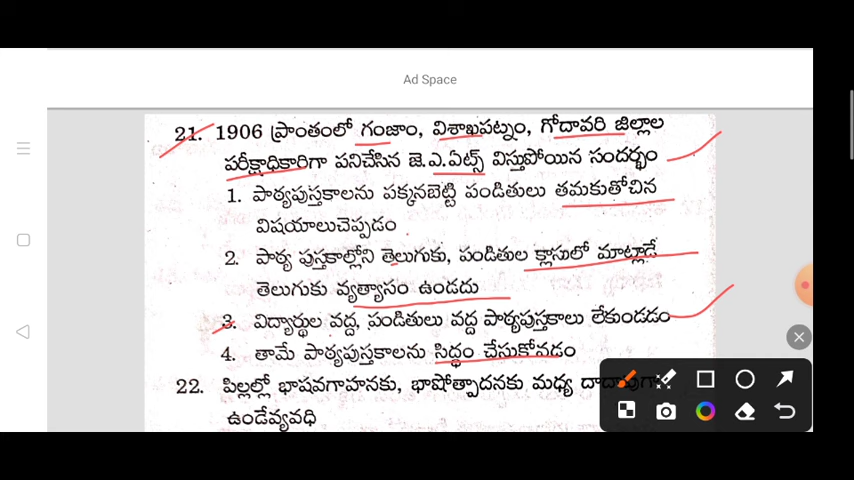 Ad Space
21. 1906 ప్రాంతంలో గంజాం, విశాఖపట్నం, గోదావరి జిల్లాల
పరీక్షాధికారిగా పనిచేసిన జె.ఎ.ఏట్స్ విస్తుపోయిన సందర్భం
1. పాఠ్యపుస్తకాలను పక్కనబెట్టి పండితులు తమకుతోచిన
విషయాలుచెప్పడం
2. పాఠ్య పుస్తకాల్లోని తెలుగుకు, పండితుల క్లాసులో మాట్లాడే
తెలుగుకు వ్యత్యాసం ఉండదు
3. విద్యార్థుల వద్ద, పండితులు వద్ద పాఠ్యపుస్తకాలు లేకుండడం
4. తామే పాఠ్యపుస్తకాలను సిద్ధం చేసుకోవడం
22. పిల్లల్లో భాషవగాహనకు, భాషోత్పాదనకు మధ్య
ఉండేవ్యవధి